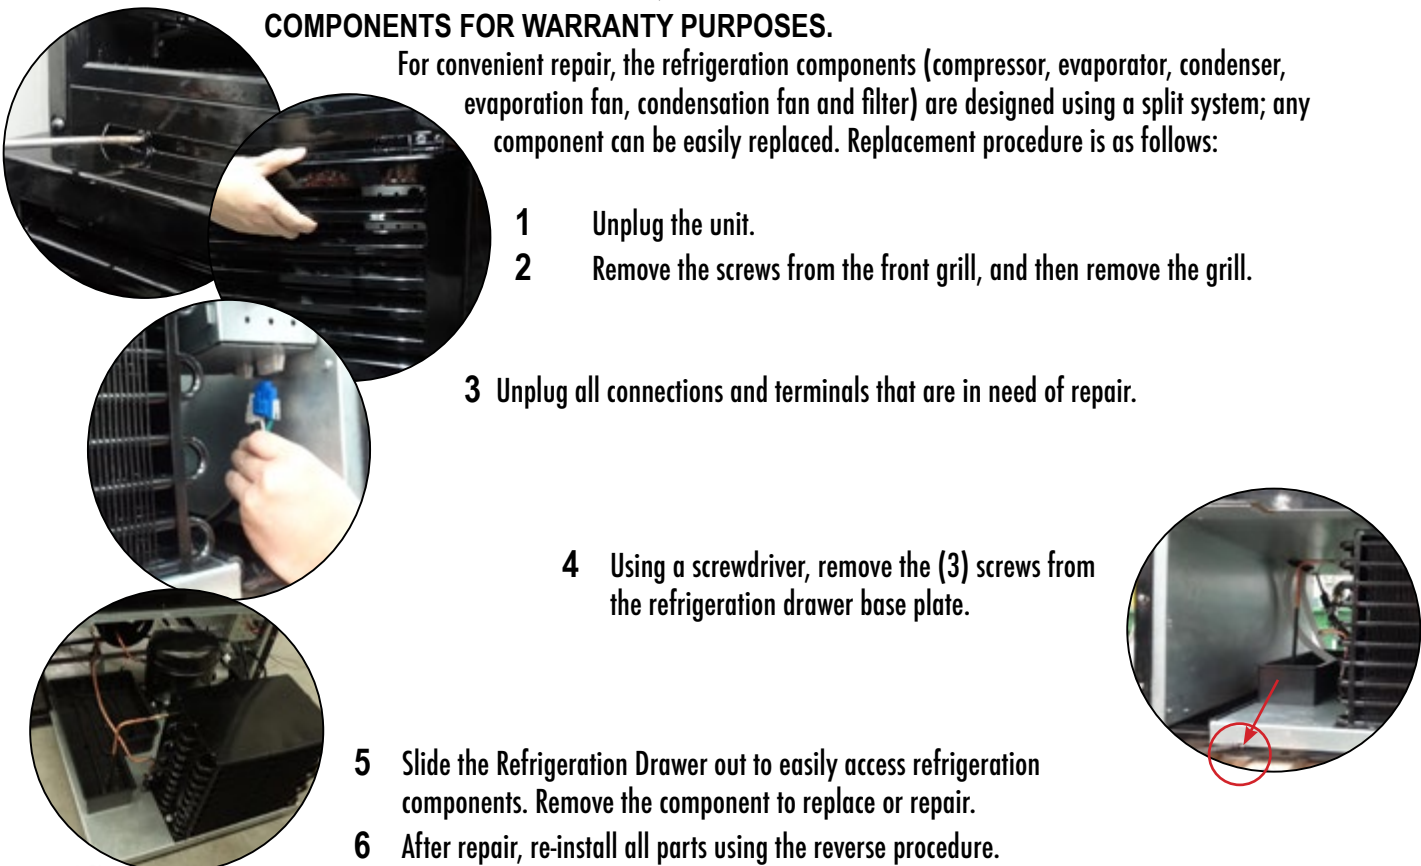 COMPONENTS FOR WARRANTY PURPOSES.
For convenient repair, the refrigeration components (compressor, evaporator, condenser,
evaporation fan, condensation fan and filter) are designed using a split system; any
component can be easily replaced. Replacement procedure is as follows:
1 Unplug the unit.
2 Remove the screws from the front grill, and then remove the grill.
3 Unplug all connections and terminals that are in need of repair.
4 Using a screwdriver, remove the (3) screws from
the refrigeration drawer base plate.
5 Slide the Refrigeration Drawer out to easily access refrigeration
components. Remove the component to replace or repair.
6 After repair, re-install all parts using the reverse procedure.